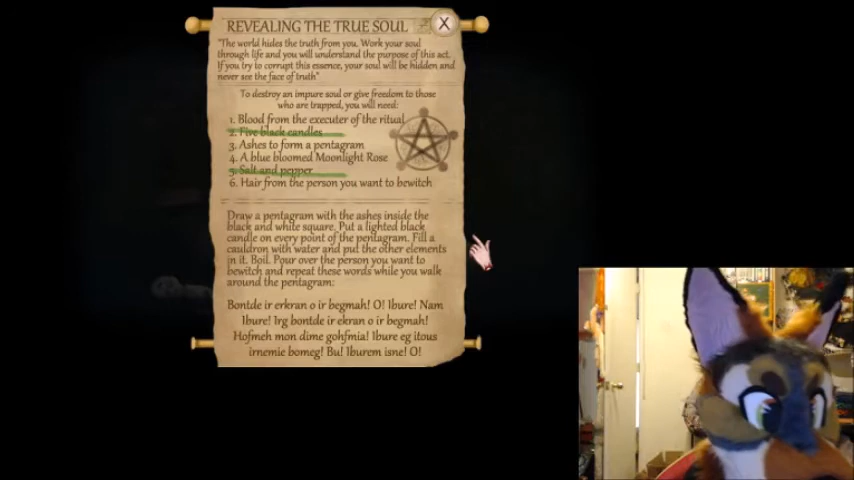 REVEALING THE TRUE SOUL
X
"The world hides the truth from you. Work your soul
through life and you will understand the purpose of this act.
If you try to corrupt this essence, your soul will be hidden and
never see the face of truth"
To destroy an impure soul or give freedom to those
who are trapped, you will need:
1. Blood from the executer of the ritual
2. Five black candles
3. Ashes to form a pentagram
4. A blue bloomed Moonlight Rose
5. Salt and pepper
6. Hair from the person you want to bewitch
Draw a pentagram with the ashes inside the
black and white square. Put a lighted black
candle on every point of the pentagram. Fill a
cauldron with water and put the other elements
in it. Boil. Pour over the person you want to
bewitch and repeat these words while you walk
around the pentagram:
Bontde ir erkran o ir begmah! O! Ibure! Nam
Ibure! Irg bontde ir ekran o ir begmah!
Hofmeh mon dime gohfmia! Ibure eg itous
irnemie bomeg! Bu! Iburem isne! O!